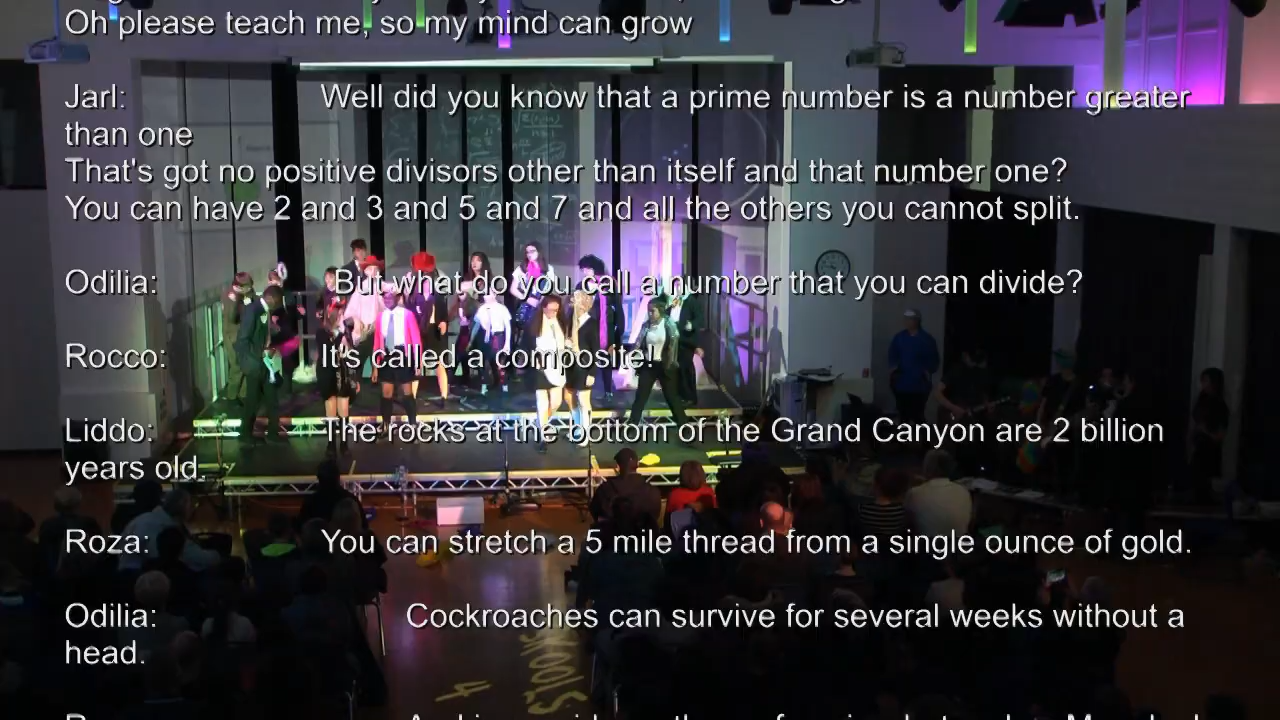 Oh please teach me, so my mind can grow
Jarl: Well did you know that a prime number is a number greater
than one
That's got no positive divisors other than itself and that number one?
You can have 2 and 3 and 5 and 7 and all the others you cannot split.
Odilia: But what do you call a number that you can divide?
Rocco: It's called a composite!
Liddo: The rocks at the bottom of the Grand Canyon are 2 billion
years old.
Roza: You can stretch a 5 mile thread from a single ounce of gold.
Odilia: Cockroaches can survive for several weeks without a
head.